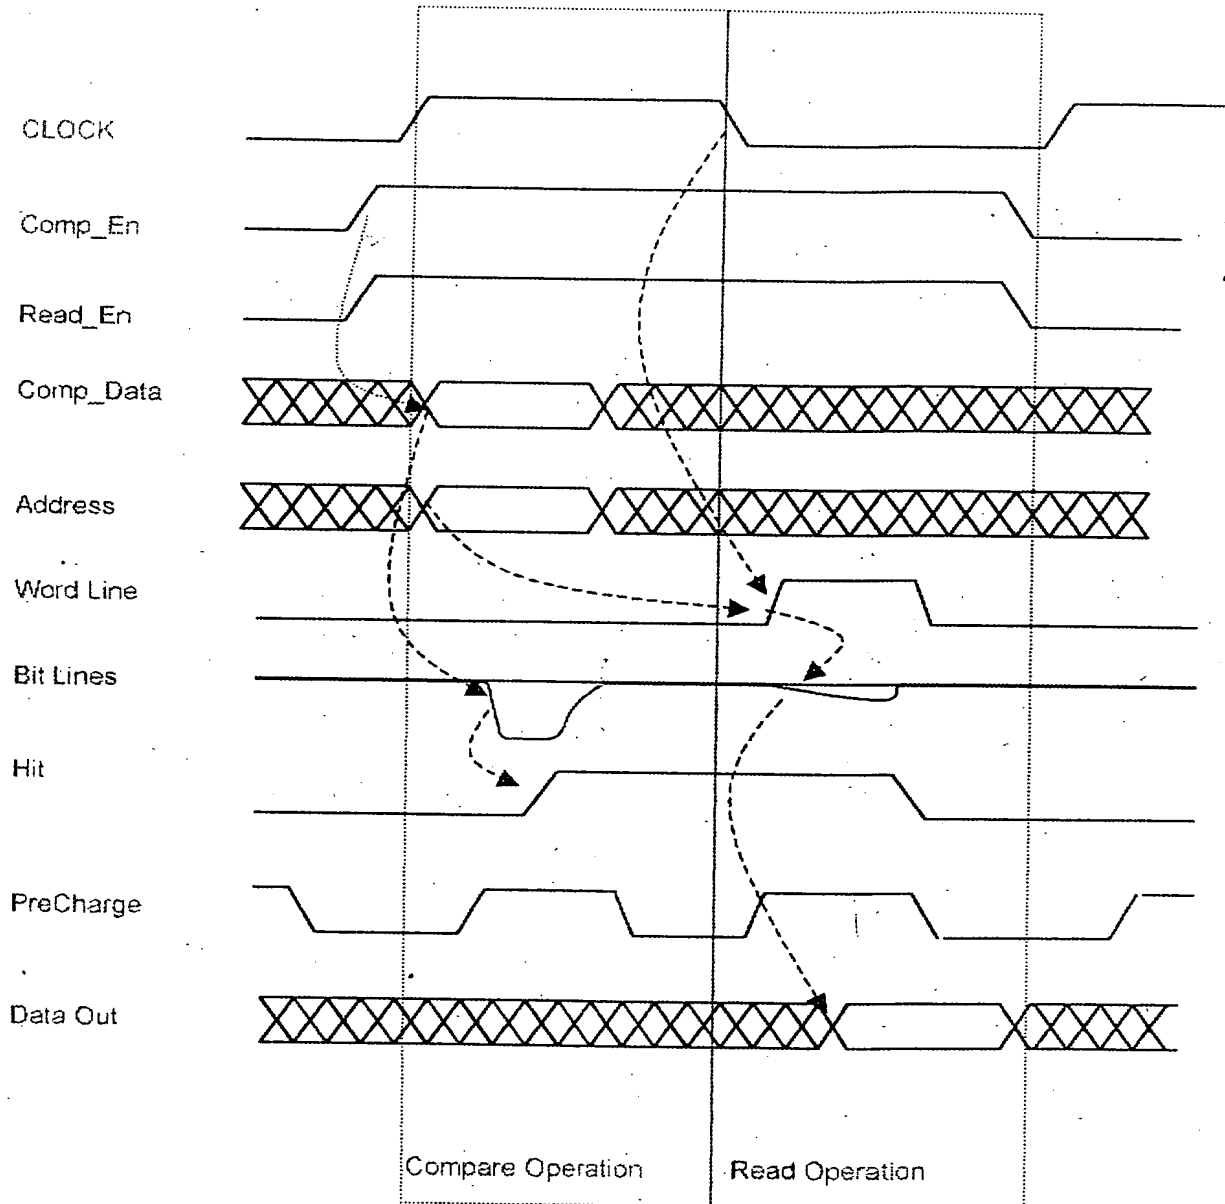 CLOCK
Comp_En
Read_En
Comp_Data
Address
Word Line
Bit Lines
Hit
PreCharge
Data Out
Compare Operation
Read Operation